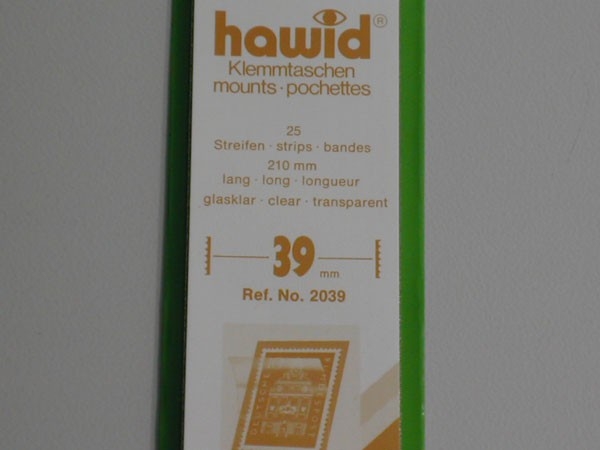 hawid®
Klemmtaschen
mounts · pochettes
25
Streifen · strips · bandes
210 mm
lang · long · longueur
glasklar · clear · transparent
39 mm
Ref. No. 2039
DEUTSCHE